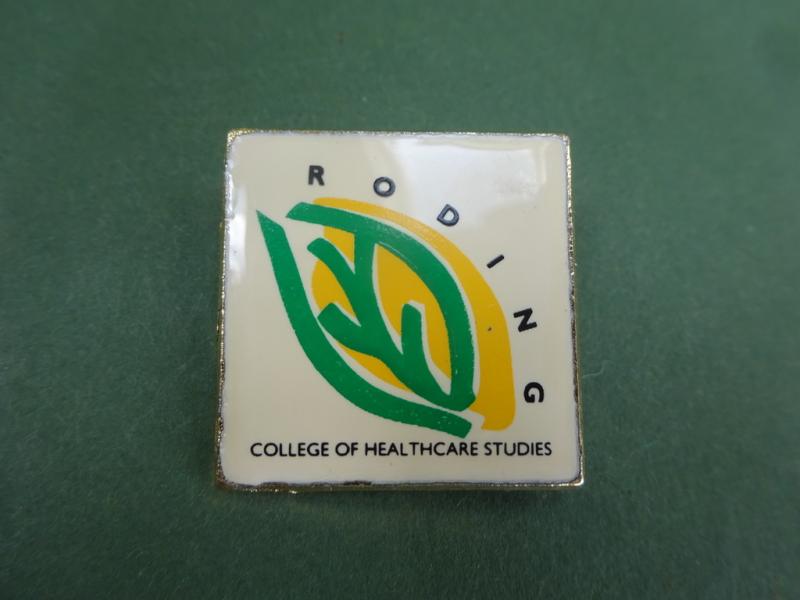 RODING
COLLEGE OF HEALTHCARE STUDIES